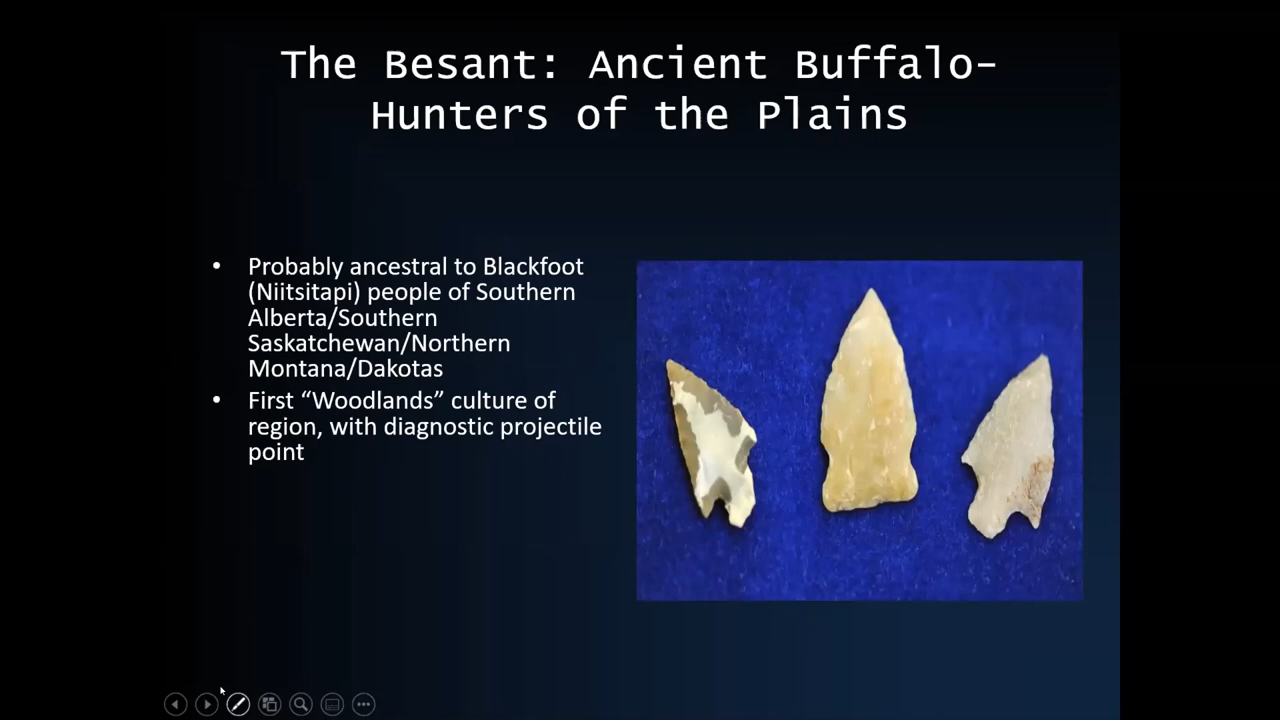 The Besant: Ancient Buffalo-
Hunters of the Plains
• Probably ancestral to Blackfoot
(Niitsitapi) people of Southern
Alberta/Southern
Saskatchewan/Northern
Montana/Dakotas
• First “Woodlands” culture of
region, with diagnostic projectile
point